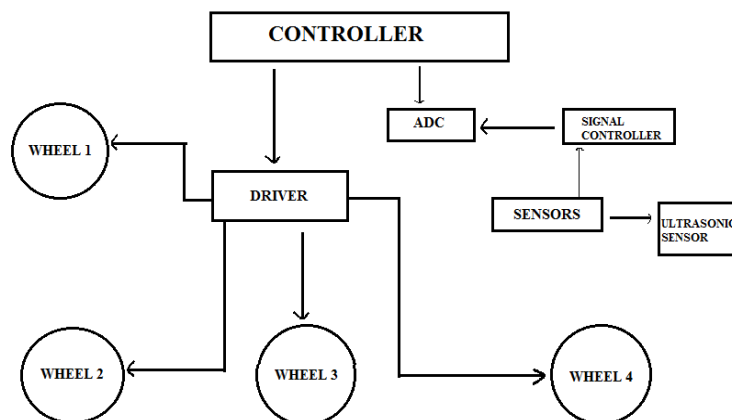 CONTROLLER
ADC
SIGNAL
CONTROLLER
WHEEL 1
DRIVER
SENSORS
ULTRASONIC
SENSOR
WHEEL 2
WHEEL 3
WHEEL 4